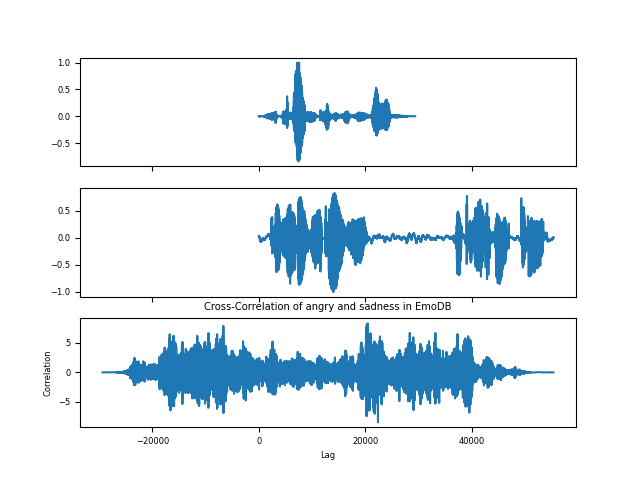 1.0
0.5
0.0
−0.5
0.5
0.0
−0.5
−1.0
Cross-Correlation of angry and sadness in EmoDB
5
0
−5
Correlation
−20000 0 20000 40000
Lag